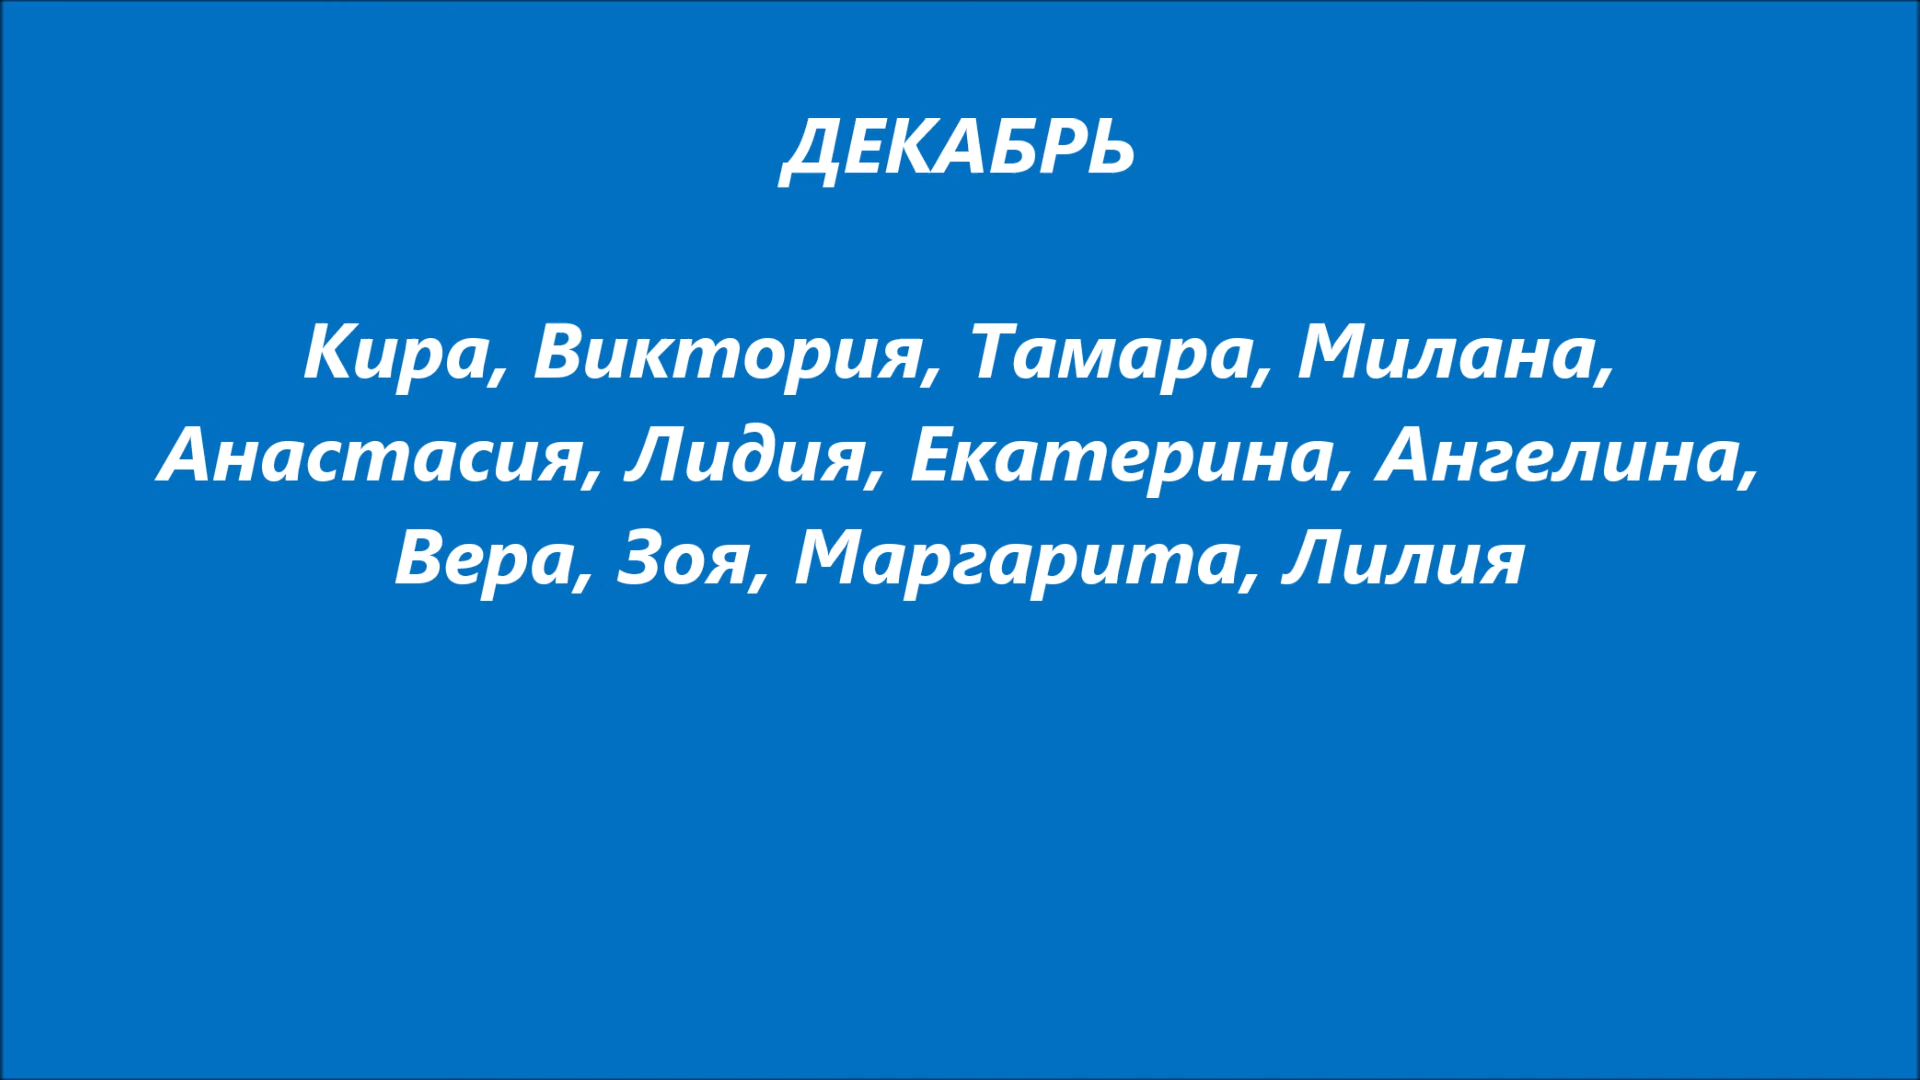 ДЕКАБРЬ
Кира, Виктория, Тамара, Милана,
Анастасия, Лидия, Екатерина, Ангелина,
Вера, Зоя, Маргарита, Лилия